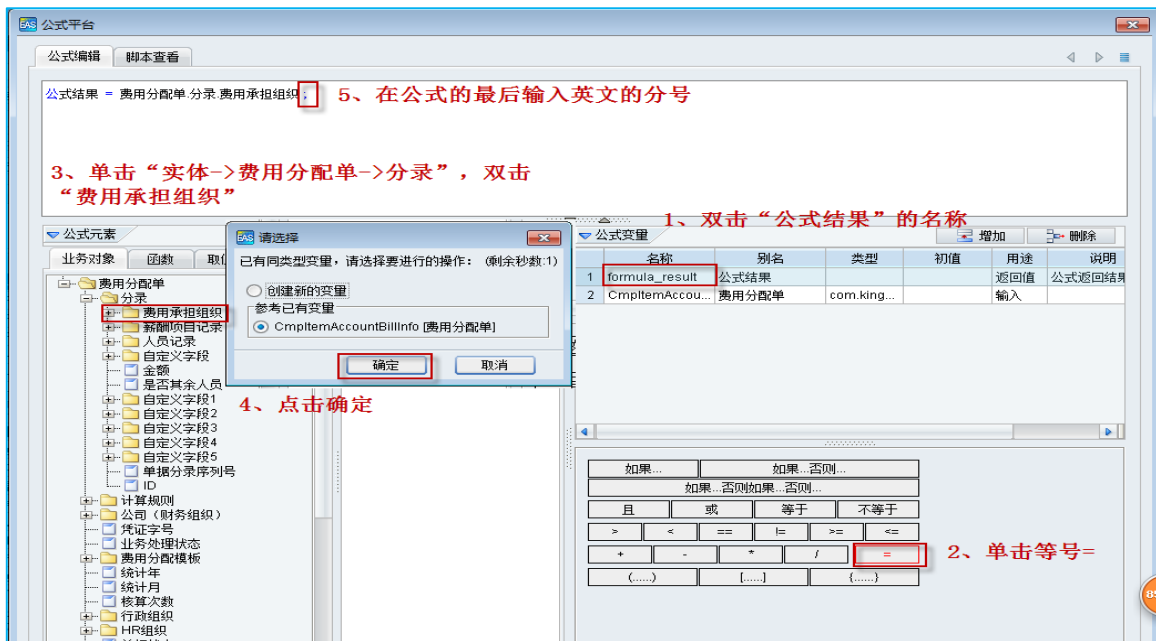 EAS 公式平台
公式编辑 脚本查看
公式结果 = 费用分配单.分录.费用承担组织;
5、在公式的最后输入英文的分号
3、单击“实体->费用分配单->分录”，双击
“费用承担组织”
1、双击“公式结果”的名称
公式元素
业务对象 函数
费用分配单
分录
费用承担组织
薪酬项目记录
人员记录
自定义字段
金额
是否其余人员
自定义字段1
自定义字段2
自定义字段3
自定义字段4
自定义字段5
单据分录序列号
ID
计算规则
公司（财务组织）
凭证字号
业务处理状态
费用分配模板
统计年
统计月
核算次数
行政组织
HR组织
EAS 请选择
已有同类型变量，请选择要进行的操作： (剩余秒数:1)
创建新的变量
参考已有变量
CmpItemAccountBillInfo [费用分配单]
确定 取消
4、点击确定
公式变量 增加 删除
名称 别名 类型 初值 用途 说明
1 formula_result 公式结果 返回值 公式返回结果
2 CmpItemAccou... 费用分配单 com.king... 输入
如果... 如果...否则...
如果...否则如果...否则...
且 或 等于 不等于
> < == != >= <=
+ - * / =
2、单击等号=
(......) [......] {......}